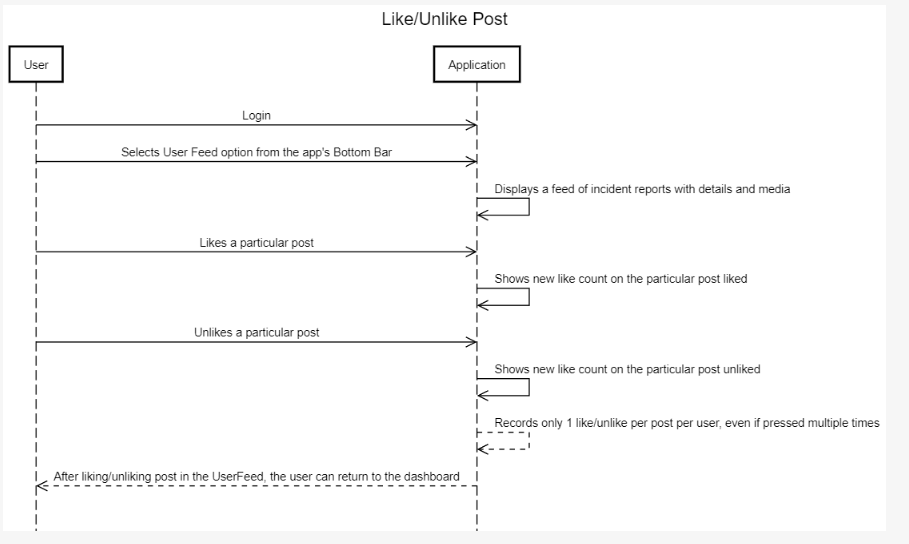 Like/Unlike Post
User
Application
Login
Selects User Feed option from the app's Bottom Bar
Displays a feed of incident reports with details and media
Likes a particular post
Shows new like count on the particular post liked
Unlikes a particular post
Shows new like count on the particular post unliked
Records only 1 like/unlike per post per user, even if pressed multiple times
After liking/unliking post in the UserFeed, the user can return to the dashboard